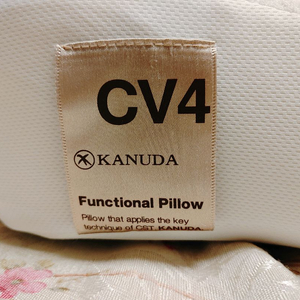 CV4
KANUDA
Functional Pillow
Pillow that applies the key
technique of CST KANUDA